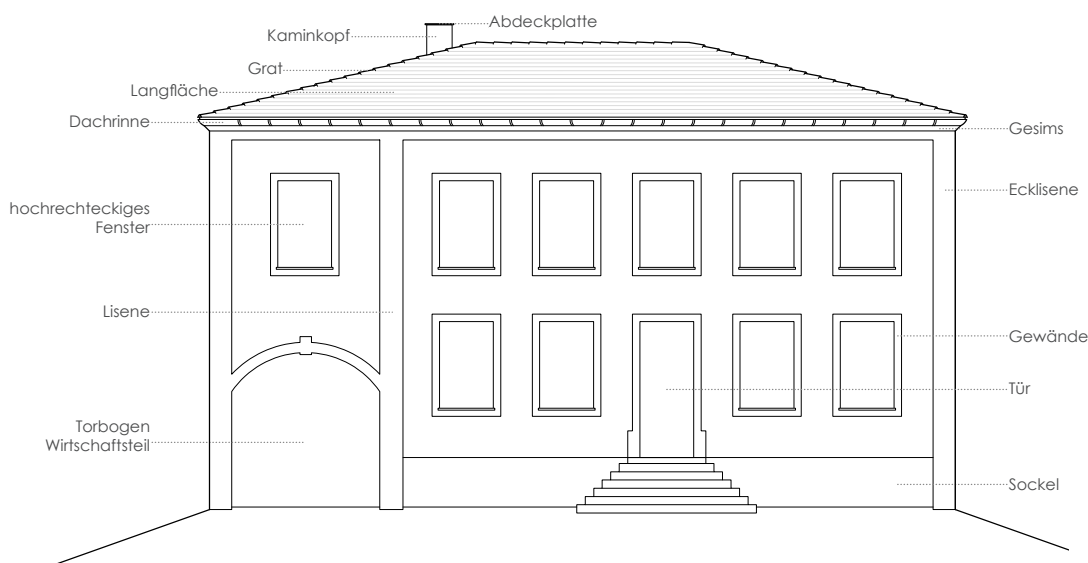 Abdeckplatte
Kaminkopf
Grat
Langfläche
Dachrinne
Gesims
Ecklisene
hochrechteckiges
Fenster
Lisene
Gewände
Tür
Torbogen
Wirtschaftsteil
Sockel